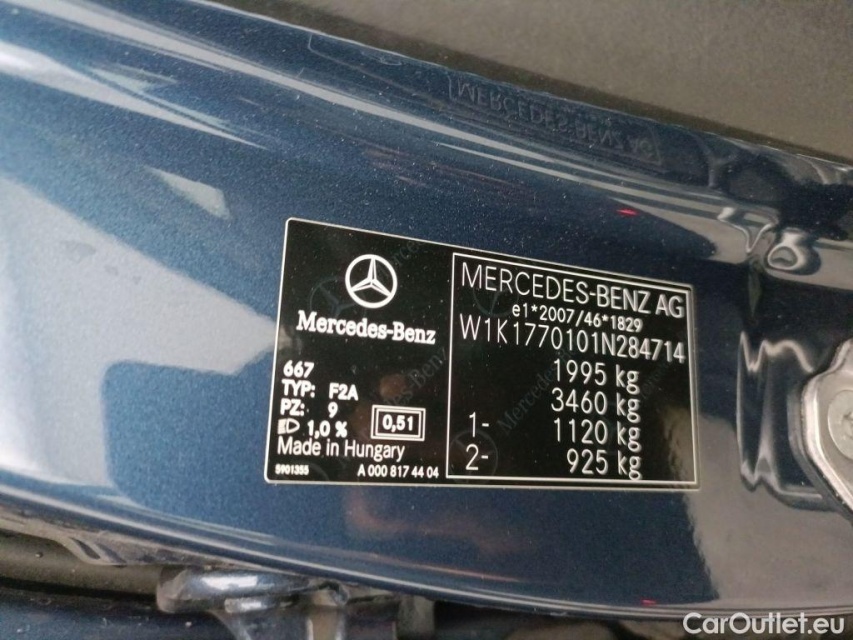 Mercedes-Benz
667
TYP: F2A
PZ: 9
1,0 %
0,51
Made in Hungary
5901355
A 000 817 44 04
MERCEDES-BENZ AG
e1*2007/46*1829
W1K1770101N284714
1995 kg
3460 kg
1- 1120 kg
2- 925 kg
CarOutlet.eu